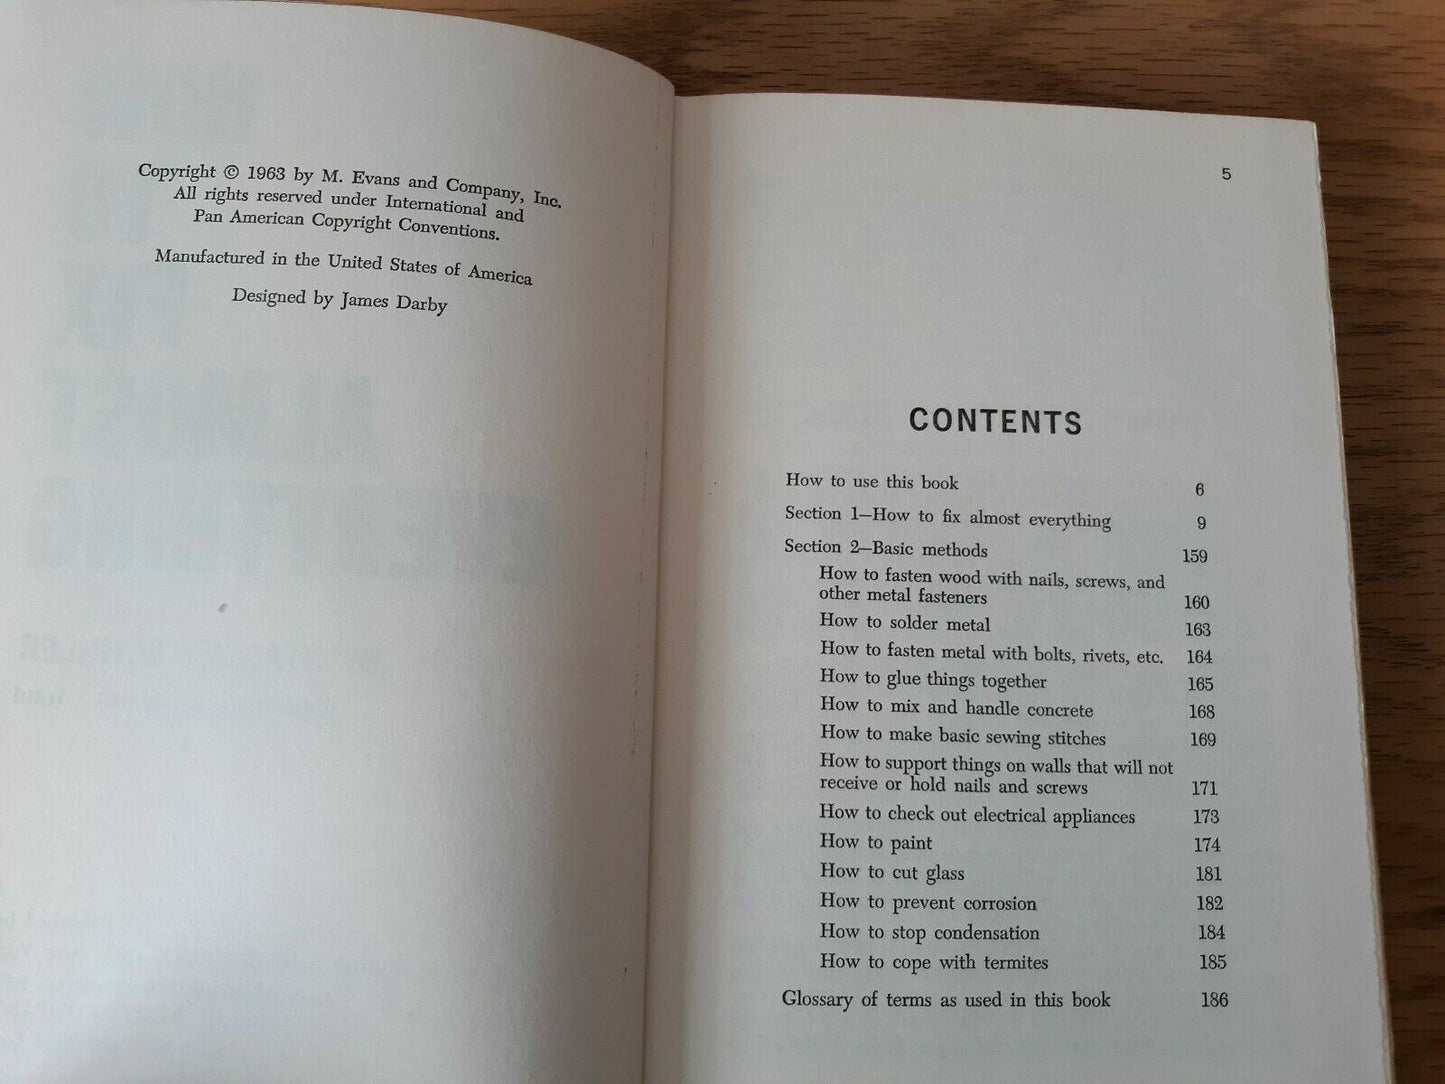 Copyright © 1963 by M. Evans and Company, Inc.
All rights reserved under International and
Pan American Copyright Conventions.
Manufactured in the United States of America
Designed by James Darby
5
CONTENTS
How to use this book 6
Section 1—How to fix almost everything 9
Section 2—Basic methods 159
How to fasten wood with nails, screws, and
other metal fasteners 160
How to solder metal 163
How to fasten metal with bolts, rivets, etc. 164
How to glue things together 165
How to mix and handle concrete 168
How to make basic sewing stitches 169
How to support things on walls that will not
receive or hold nails and screws 171
How to check out electrical appliances 173
How to paint 174
How to cut glass 181
How to prevent corrosion 182
How to stop condensation 184
How to cope with termites 185
Glossary of terms as used in this book 186